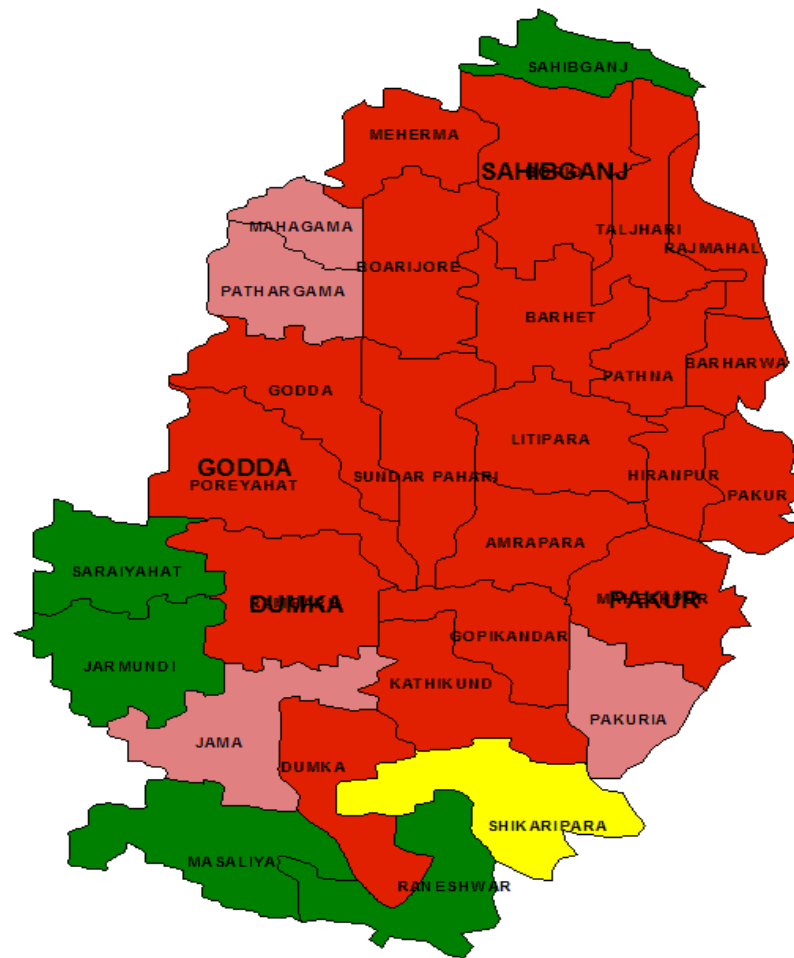 SAHIBGANJ
MEHERMA
SAHIBGANJ
MAHAGAMA
TALJHARI
RAJMAHAL
BOARIJORE
PATHARGAMA
BARHET
BARHARWA
PATHNA
GODDA
LITIPARA
GODDA
SUNDAR PAHARI
HIRANPUR
POREYAHAT
PAKUR
AMRAPARA
SARAIYAHAT
DUMKA
PAKUR
GOPIKANDAR
JARMUNDI
KATHIKUND
PAKURIA
JAMA
DUMKA
SHIKARIPARA
MASALIYA
RANESHWAR